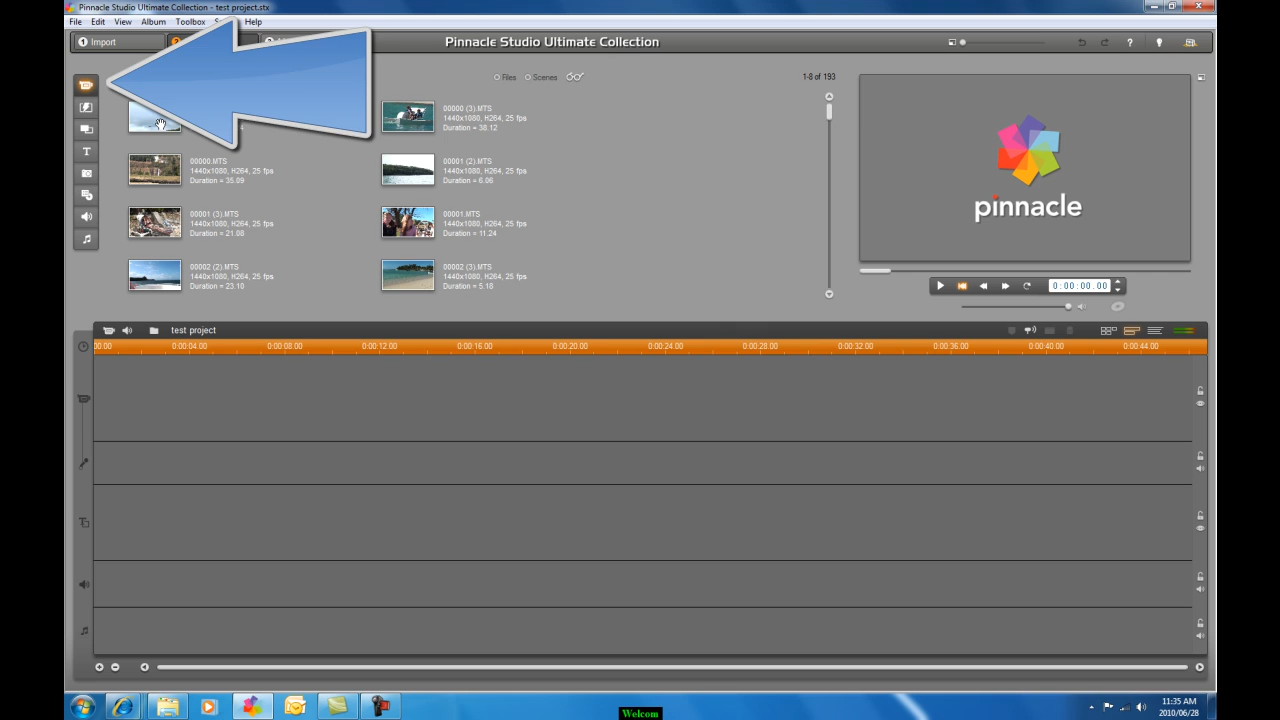 Pinnacle Studio Ultimate Collection - test project.stx
File Edit View Album Toolbox Help
1 Import
Pinnacle Studio Ultimate Collection
Files Scenes
1-8 of 193
00000 (3).MTS
1440x1080, H264, 25 fps
Duration = 38.12
00000.MTS
1440x1080, H264, 25 fps
Duration = 35.09
00001 (2).MTS
1440x1080, H264, 25 fps
Duration = 6.06
00001 (3).MTS
1440x1080, H264, 25 fps
Duration = 21.08
00001.MTS
1440x1080, H264, 25 fps
Duration = 11.24
00002 (2).MTS
1440x1080, H264, 25 fps
Duration = 23.10
00002 (3).MTS
1440x1080, H264, 25 fps
Duration = 5.18
pinnacle
0:00:00.00
test project
00.00 0:00:04.00 0:00:08.00 0:00:12.00 0:00:16.00 0:00:20.00 0:00:24.00 0:00:28.00 0:00:32.00 0:00:36.00 0:00:40.00 0:00:44.00
Welcom
11:35 AM
2010/06/28